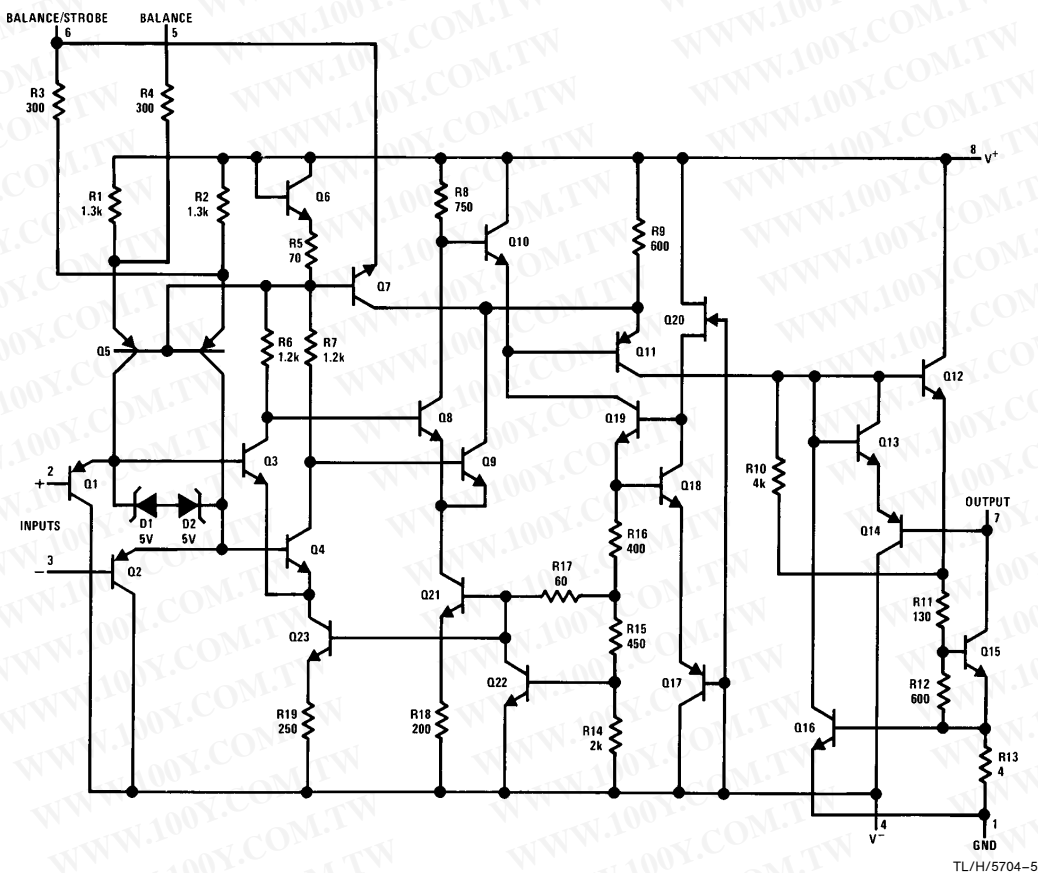 BALANCE/STROBE
6
BALANCE
5
R3
300
R4
300
8
V+
R1
1.3k
R2
1.3k
Q6
R5
70
R8
750
Q10
R9
600
Q7
Q20
Q5
R6
1.2k
R7
1.2k
Q11
Q12
Q8
Q19
Q13
2
+
Q1
Q3
Q9
Q18
R10
4k
D1
5V
D2
5V
INPUTS
OUTPUT
7
Q14
R16
400
3
−
Q2
Q4
R17
60
Q21
R11
130
Q23
R15
450
Q15
Q22
Q17
R12
600
R19
250
R18
200
R14
2k
Q16
R13
4
4
V−
1
GND
TL/H/5704–5
WWW.100Y.COM.TW